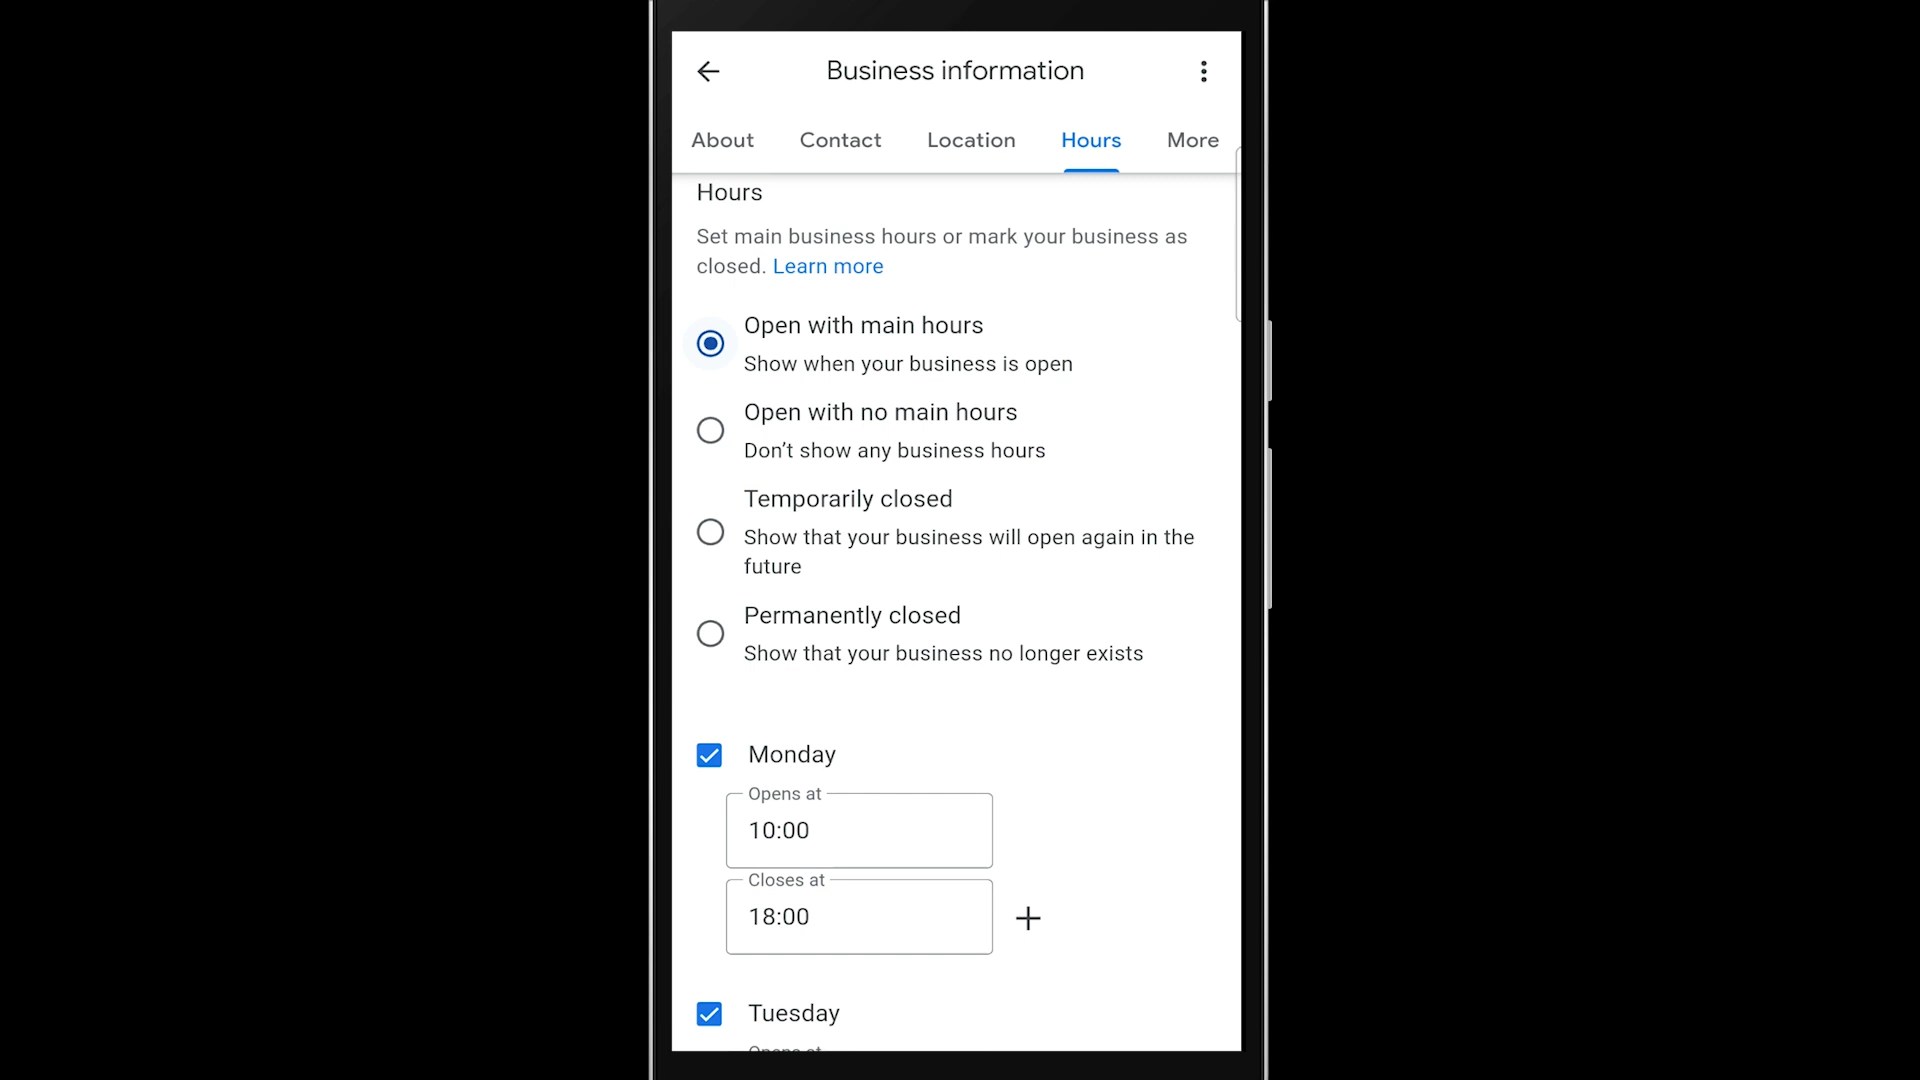 Business information
About Contact Location Hours More
Hours
Set main business hours or mark your business as
closed. Learn more
Open with main hours
Show when your business is open
Open with no main hours
Don’t show any business hours
Temporarily closed
Show that your business will open again in the
future
Permanently closed
Show that your business no longer exists
Monday
Opens at
10:00
Closes at
18:00
Tuesday
Opens at